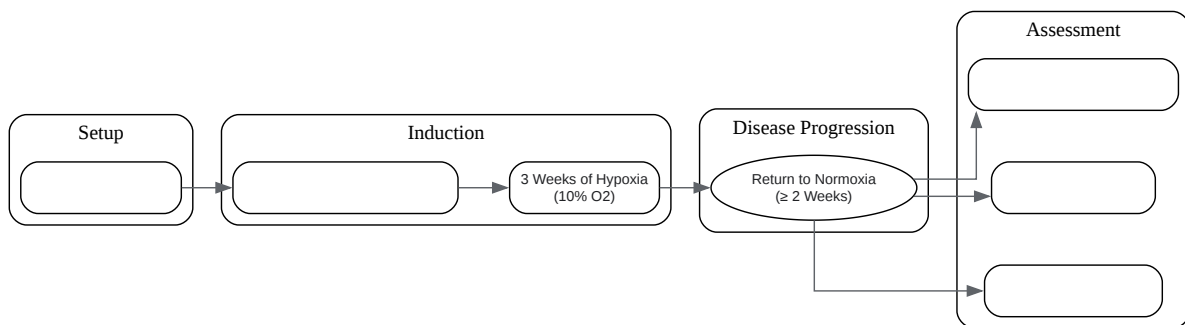 Setup
Induction
3 Weeks of Hypoxia
(10% O2)
Disease Progression
Return to Normoxia
(≥ 2 Weeks)
Assessment